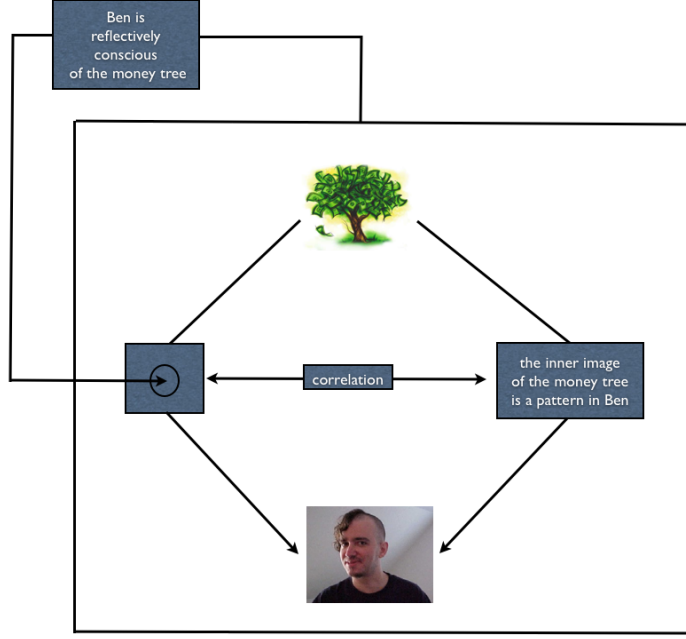 Ben is
reflectively
conscious
of the money tree
correlation
the inner image
of the money tree
is a pattern in Ben